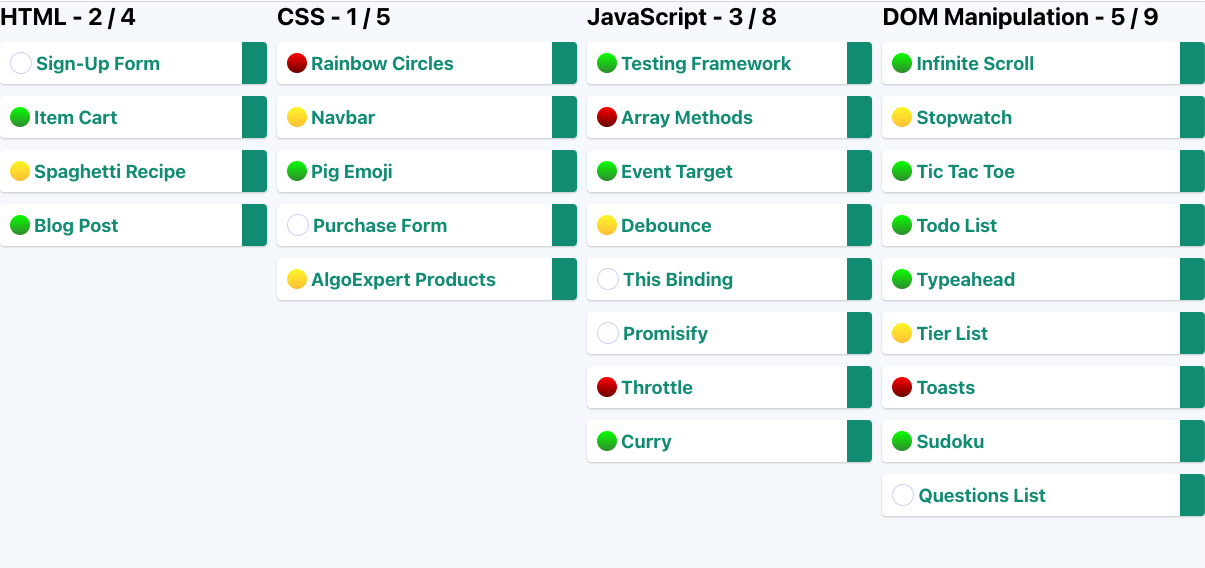 HTML - 2 / 4
Sign-Up Form
Item Cart
Spaghetti Recipe
Blog Post
CSS - 1 / 5
Rainbow Circles
Navbar
Pig Emoji
Purchase Form
AlgoExpert Products
JavaScript - 3 / 8
Testing Framework
Array Methods
Event Target
Debounce
This Binding
Promisify
Throttle
Curry
DOM Manipulation - 5 / 9
Infinite Scroll
Stopwatch
Tic Tac Toe
Todo List
Typeahead
Tier List
Toasts
Sudoku
Questions List